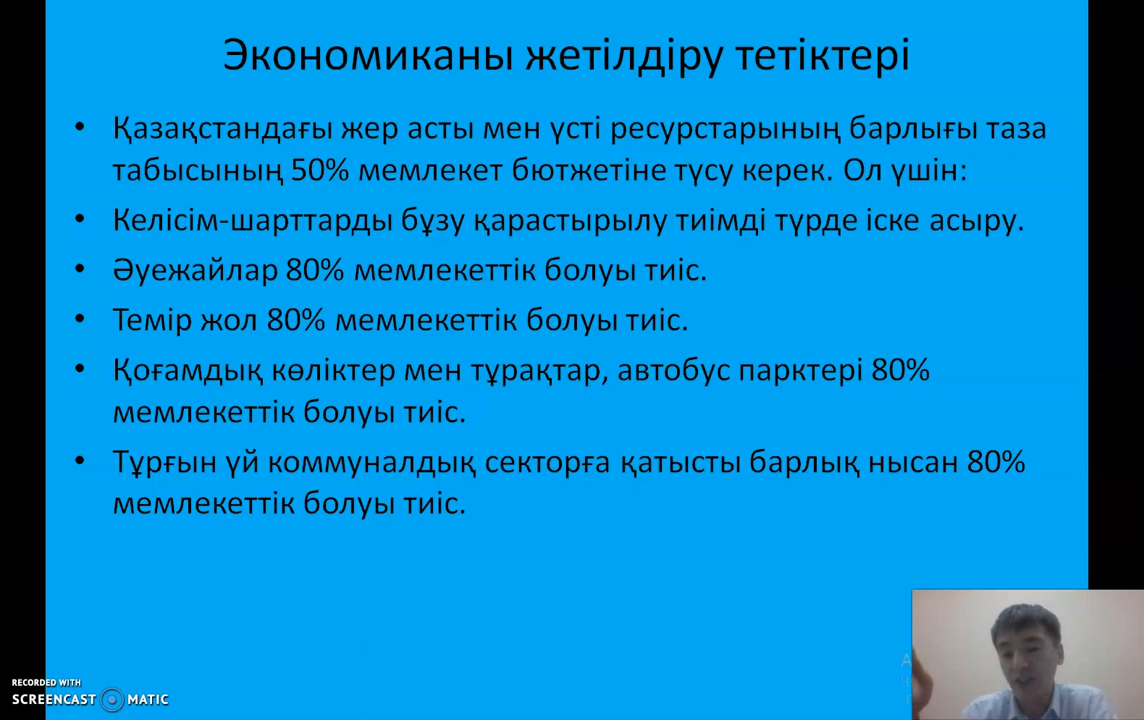 Экономиканы жетілдіру тетіктері
• Қазақстандағы жер асты мен үсті ресурстарының барлығы таза
табысының 50% мемлекет бютжетіне түсу керек. Ол үшін:
• Келісім-шарттарды бұзу қарастырылу тиімді түрде іске асыру.
• Әуежайлар 80% мемлекеттік болуы тиіс.
• Темір жол 80% мемлекеттік болуы тиіс.
• Қоғамдық көліктер мен тұрақтар, автобус парктері 80%
мемлекеттік болуы тиіс.
• Тұрғын үй коммуналдық секторға қатысты барлық нысан 80%
мемлекеттік болуы тиіс.
RECORDED WITH
SCREENCAST MATIC